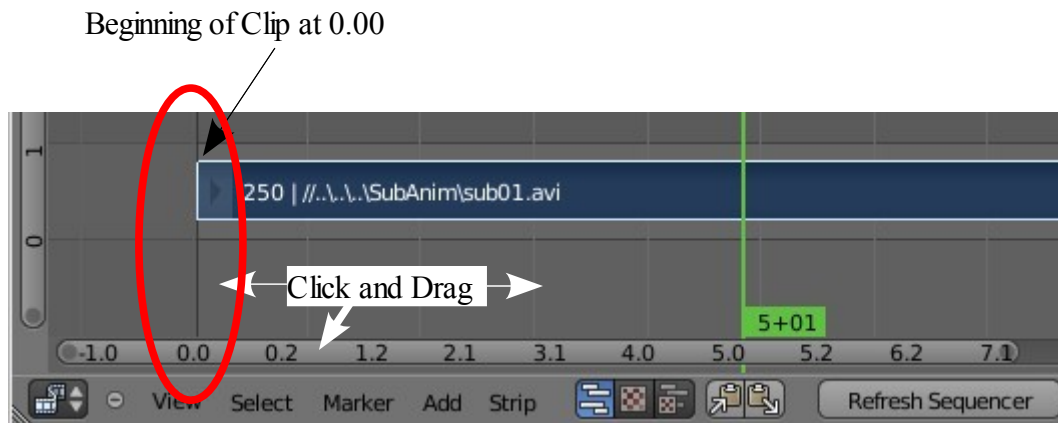 Beginning of Clip at 0.00
1
250 | //..\..\..\SubAnim\sub01.avi
0
Click and Drag
5+01
-1.0 0.0 0.2 1.2 2.1 3.1 4.0 5.0 5.2 6.2 7.1
View Select Marker Add Strip Refresh Sequencer